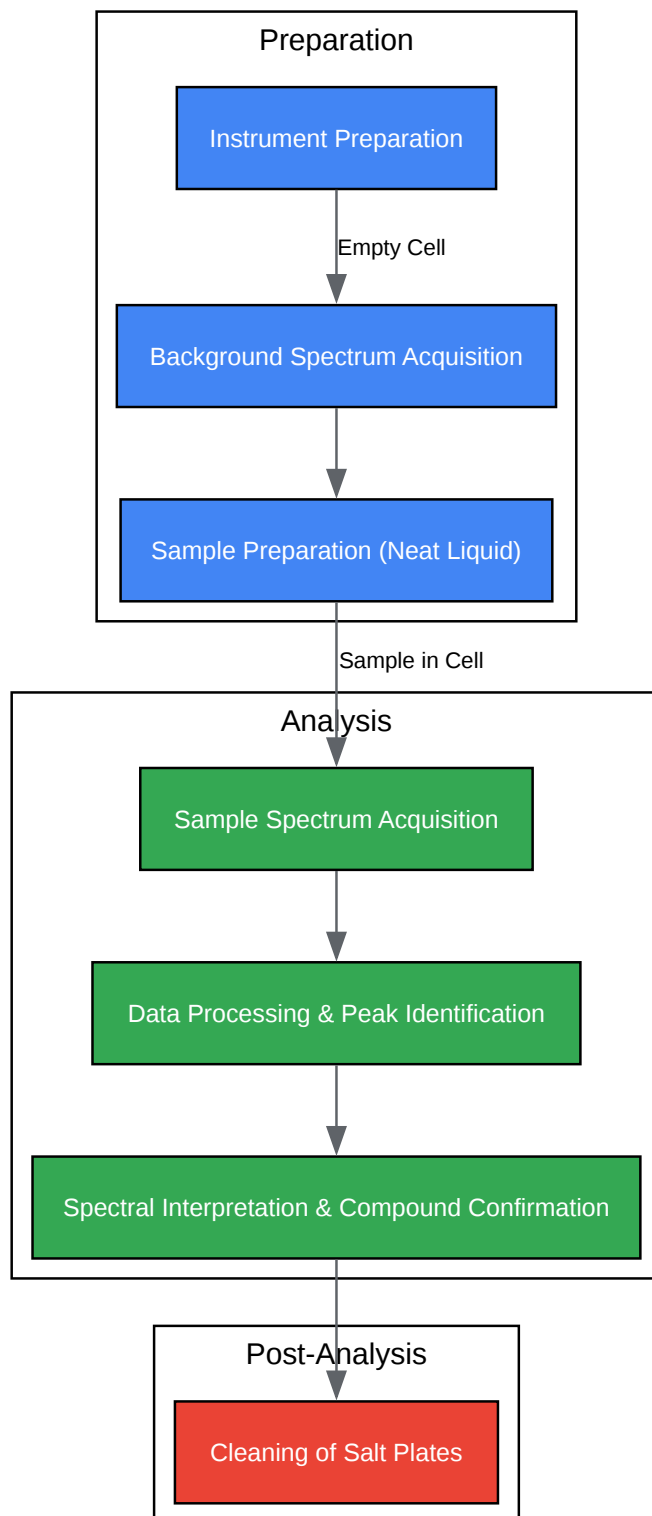 Preparation
Instrument Preparation
Empty Cell
Background Spectrum Acquisition
Sample Preparation (Neat Liquid)
Sample in Cell
Analysis
Sample Spectrum Acquisition
Data Processing & Peak Identification
Spectral Interpretation & Compound Confirmation
Post-Analysis
Cleaning of Salt Plates